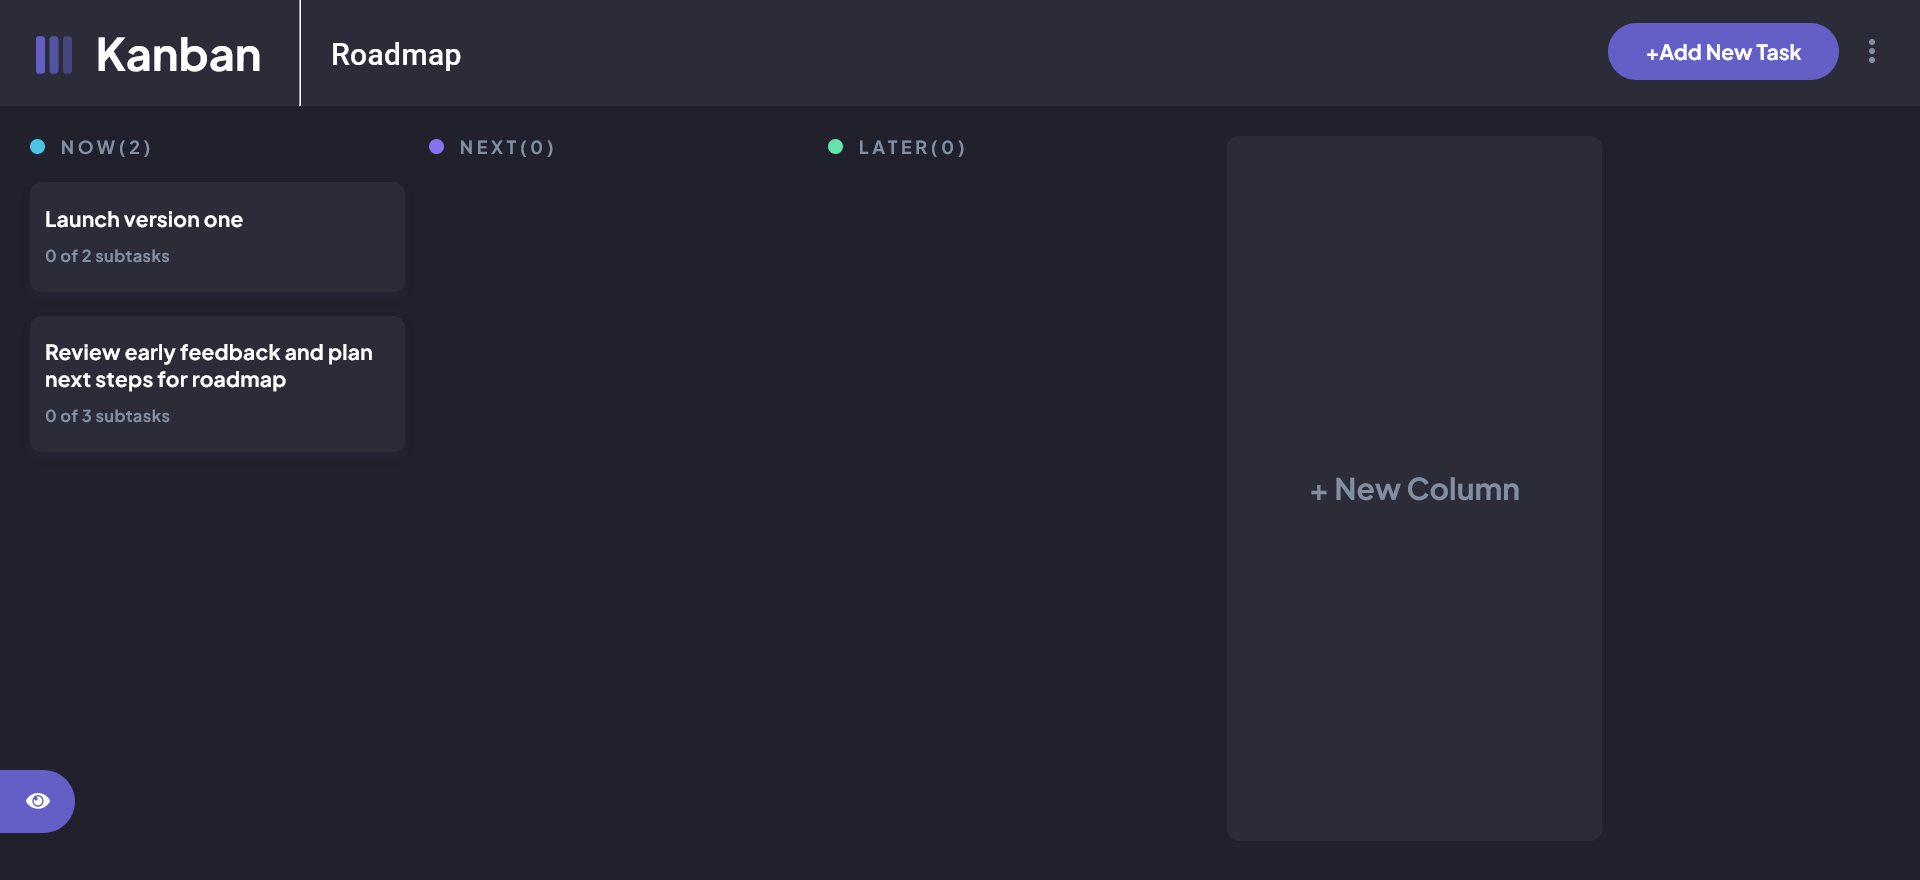 Kanban
Roadmap
+Add New Task
NOW(2)
NEXT(0)
LATER(0)
Launch version one
0 of 2 subtasks
Review early feedback and plan
next steps for roadmap
0 of 3 subtasks
+ New Column